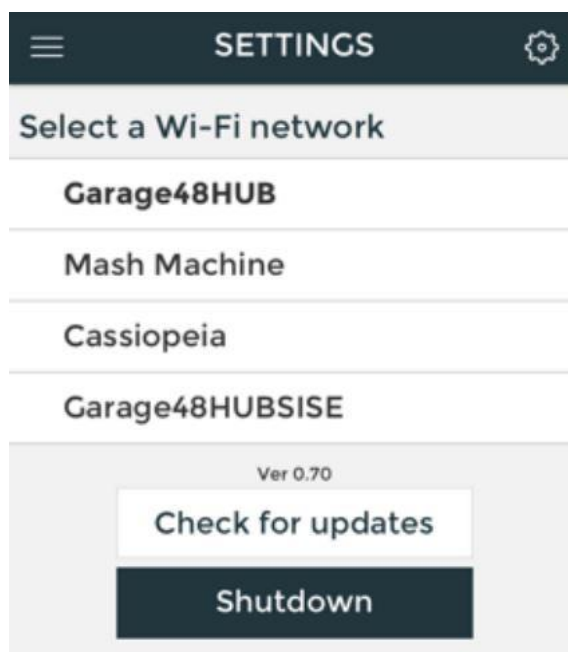 SETTINGS
Select a Wi-Fi network
Garage48HUB
Mash Machine
Cassiopeia
Garage48HUBSISE
Ver 0.70
Check for updates
Shutdown